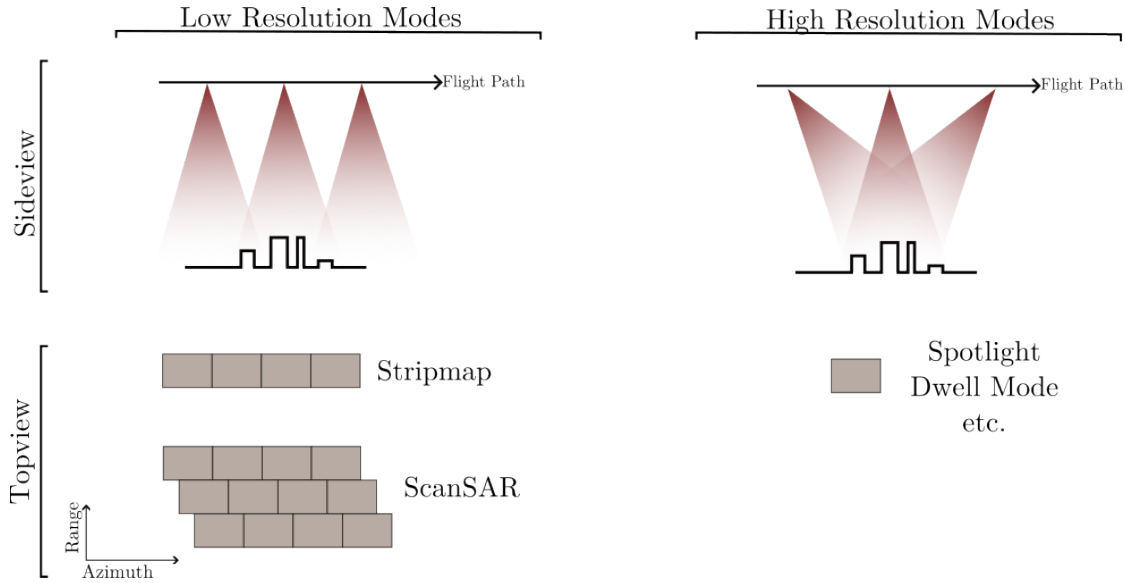 Low Resolution Modes
High Resolution Modes
Sideview
Flight Path
Flight Path
Topview
Stripmap
Spotlight
Dwell Mode
etc.
ScanSAR
Range
Azimuth